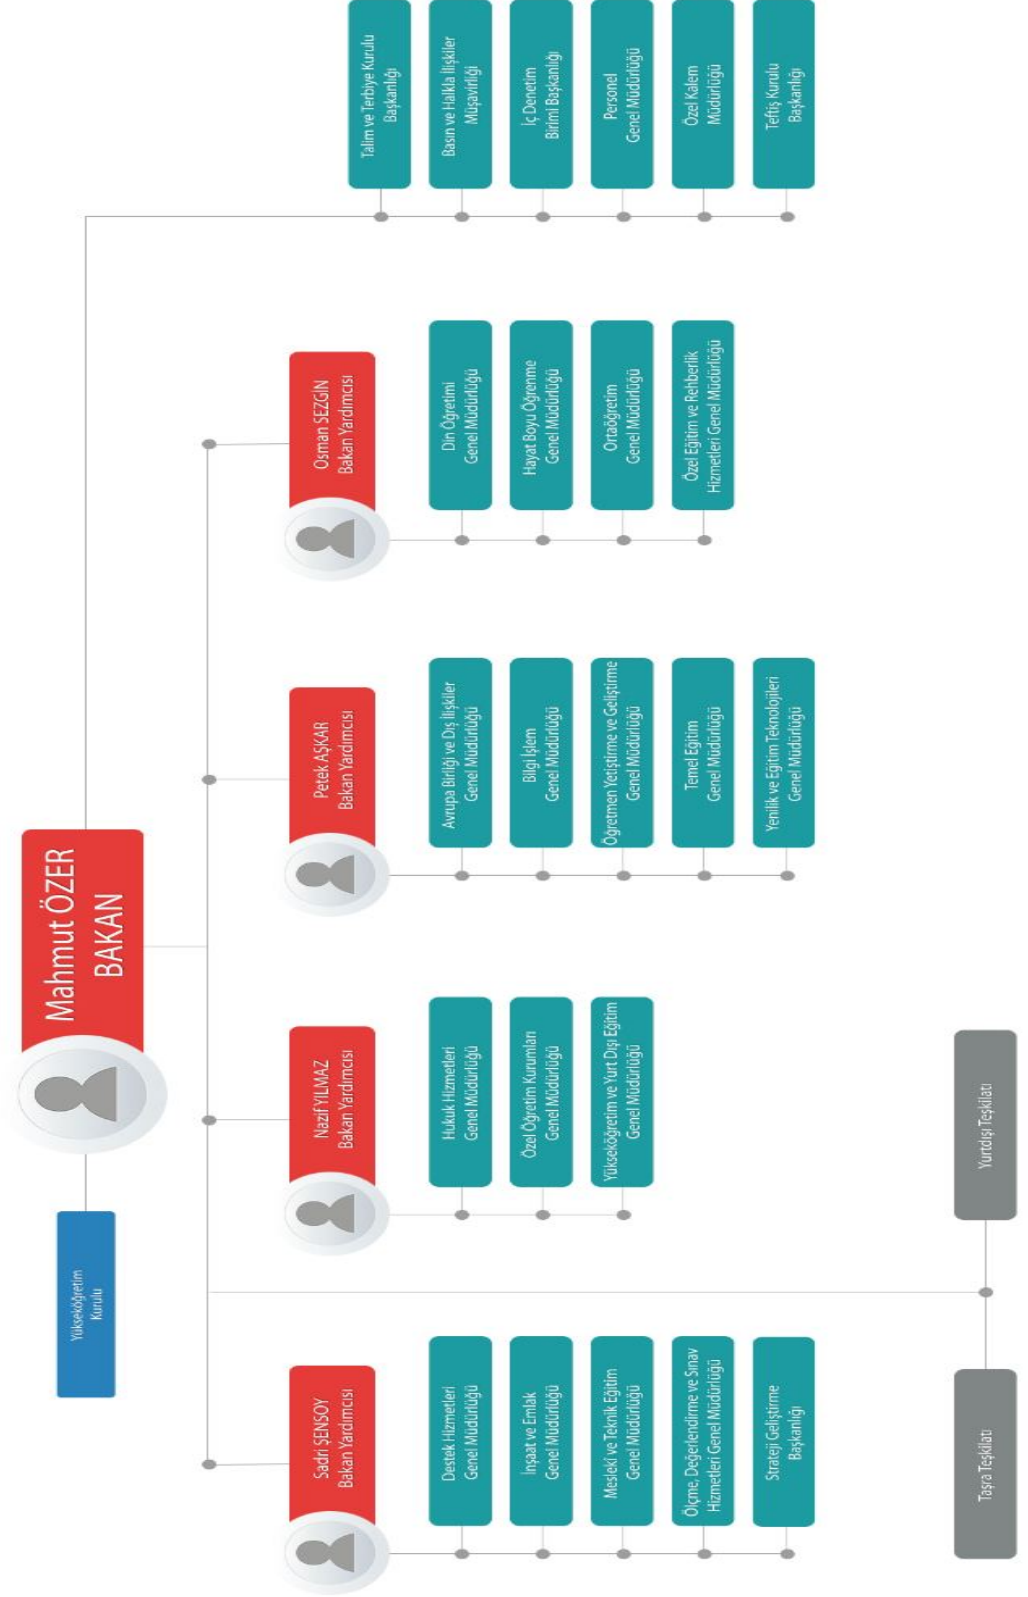 Mahmut ÖZER
BAKAN
Yükseköğretim
Kurulu
Sadri ŞENSOY
Bakan Yardımcısı
Destek Hizmetleri
Genel Müdürlüğü
İnşaat ve Emlak
Genel Müdürlüğü
Mesleki ve Teknik Eğitim
Genel Müdürlüğü
Ölçme, Değerlendirme ve Sınav
Hizmetleri Genel Müdürlüğü
Strateji Geliştirme
Başkanlığı
Nazif YILMAZ
Bakan Yardımcısı
Hukuk Hizmetleri
Genel Müdürlüğü
Özel Öğretim Kurumları
Genel Müdürlüğü
Yükseköğretim ve Yurt Dışı Eğitim
Genel Müdürlüğü
Petek AŞKAR
Bakan Yardımcısı
Avrupa Birliği ve Dış İlişkiler
Genel Müdürlüğü
Bilgi İşlem
Genel Müdürlüğü
Öğretmen Yetiştirme ve Geliştirme
Genel Müdürlüğü
Temel Eğitim
Genel Müdürlüğü
Yenilik ve Eğitim Teknolojileri
Genel Müdürlüğü
Osman SEZGİN
Bakan Yardımcısı
Din Öğretimi
Genel Müdürlüğü
Hayat Boyu Öğrenme
Genel Müdürlüğü
Ortaöğretim
Genel Müdürlüğü
Özel Eğitim ve Rehberlik
Hizmetleri Genel Müdürlüğü
Talim ve Terbiye Kurulu
Başkanlığı
Basın ve Halkla İlişkiler
Müşavirliği
İç Denetim
Birimi Başkanlığı
Personel
Genel Müdürlüğü
Özel Kalem
Müdürlüğü
Teftiş Kurulu
Başkanlığı
Taşra Teşkilatı
Yurtdışı Teşkilatı